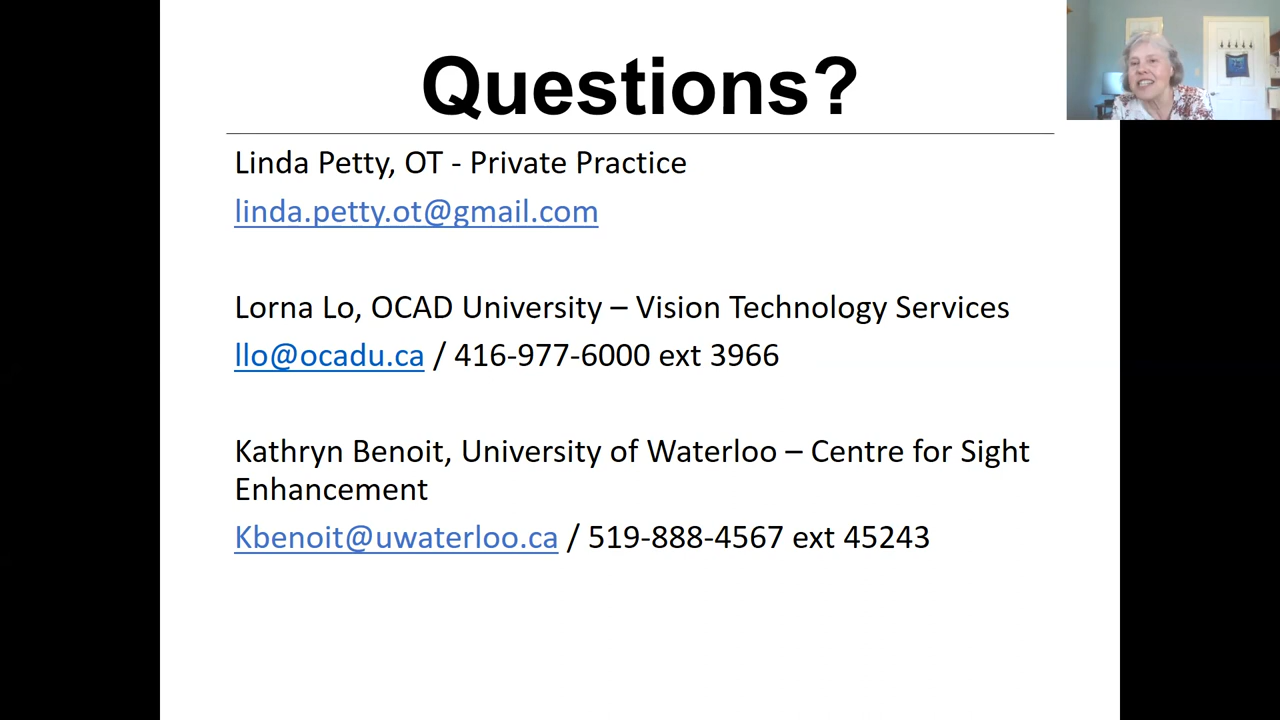 Questions?
Linda Petty, OT - Private Practice
linda.petty.ot@gmail.com
Lorna Lo, OCAD University – Vision Technology Services
llo@ocadu.ca / 416-977-6000 ext 3966
Kathryn Benoit, University of Waterloo – Centre for Sight
Enhancement
Kbenoit@uwaterloo.ca / 519-888-4567 ext 45243